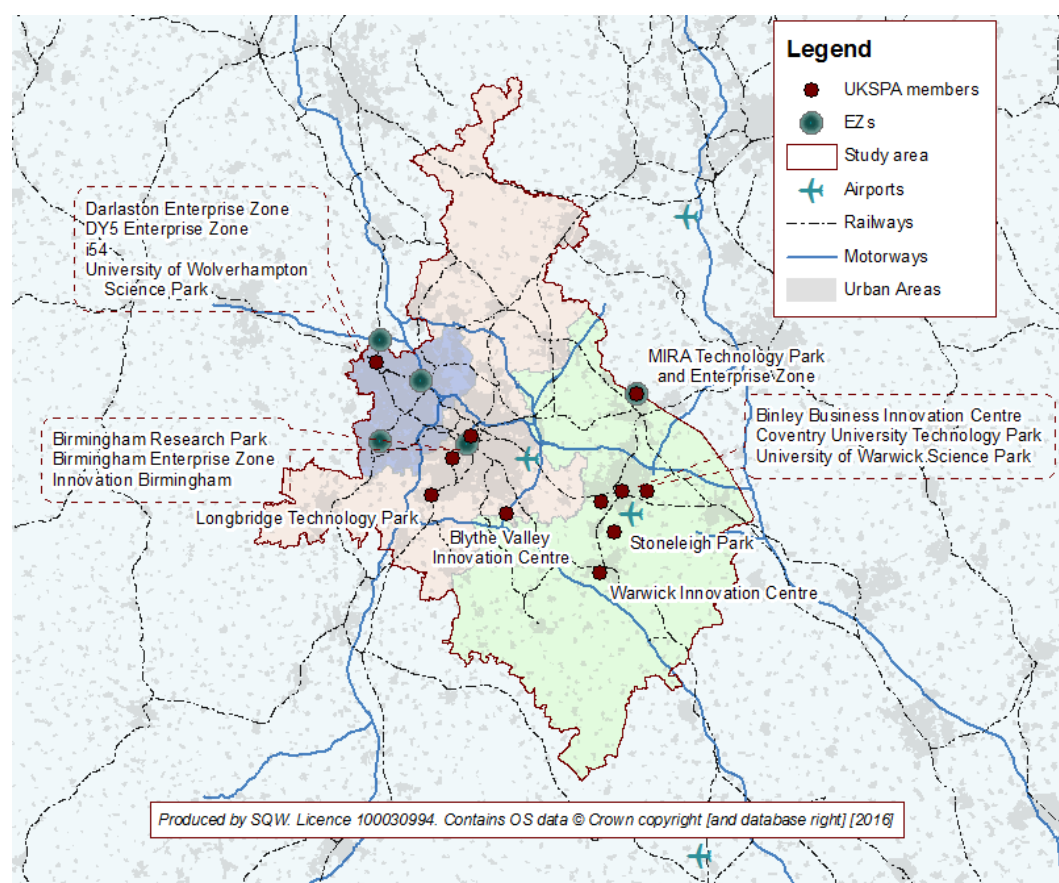 Legend
UKSPA members
EZs
Study area
Airports
Railways
Motorways
Urban Areas
Darlaston Enterprise Zone
DY5 Enterprise Zone
i54
University of Wolverhampton
Science Park
MIRA Technology Park
and Enterprise Zone
Binley Business Innovation Centre
Coventry University Technology Park
University of Warwick Science Park
Birmingham Research Park
Birmingham Enterprise Zone
Innovation Birmingham
Longbridge Technology Park
Blythe Valley
Innovation Centre
Stoneleigh Park
Warwick Innovation Centre
Produced by SQW. Licence 100030994. Contains OS data © Crown copyright [and database right] [2016]